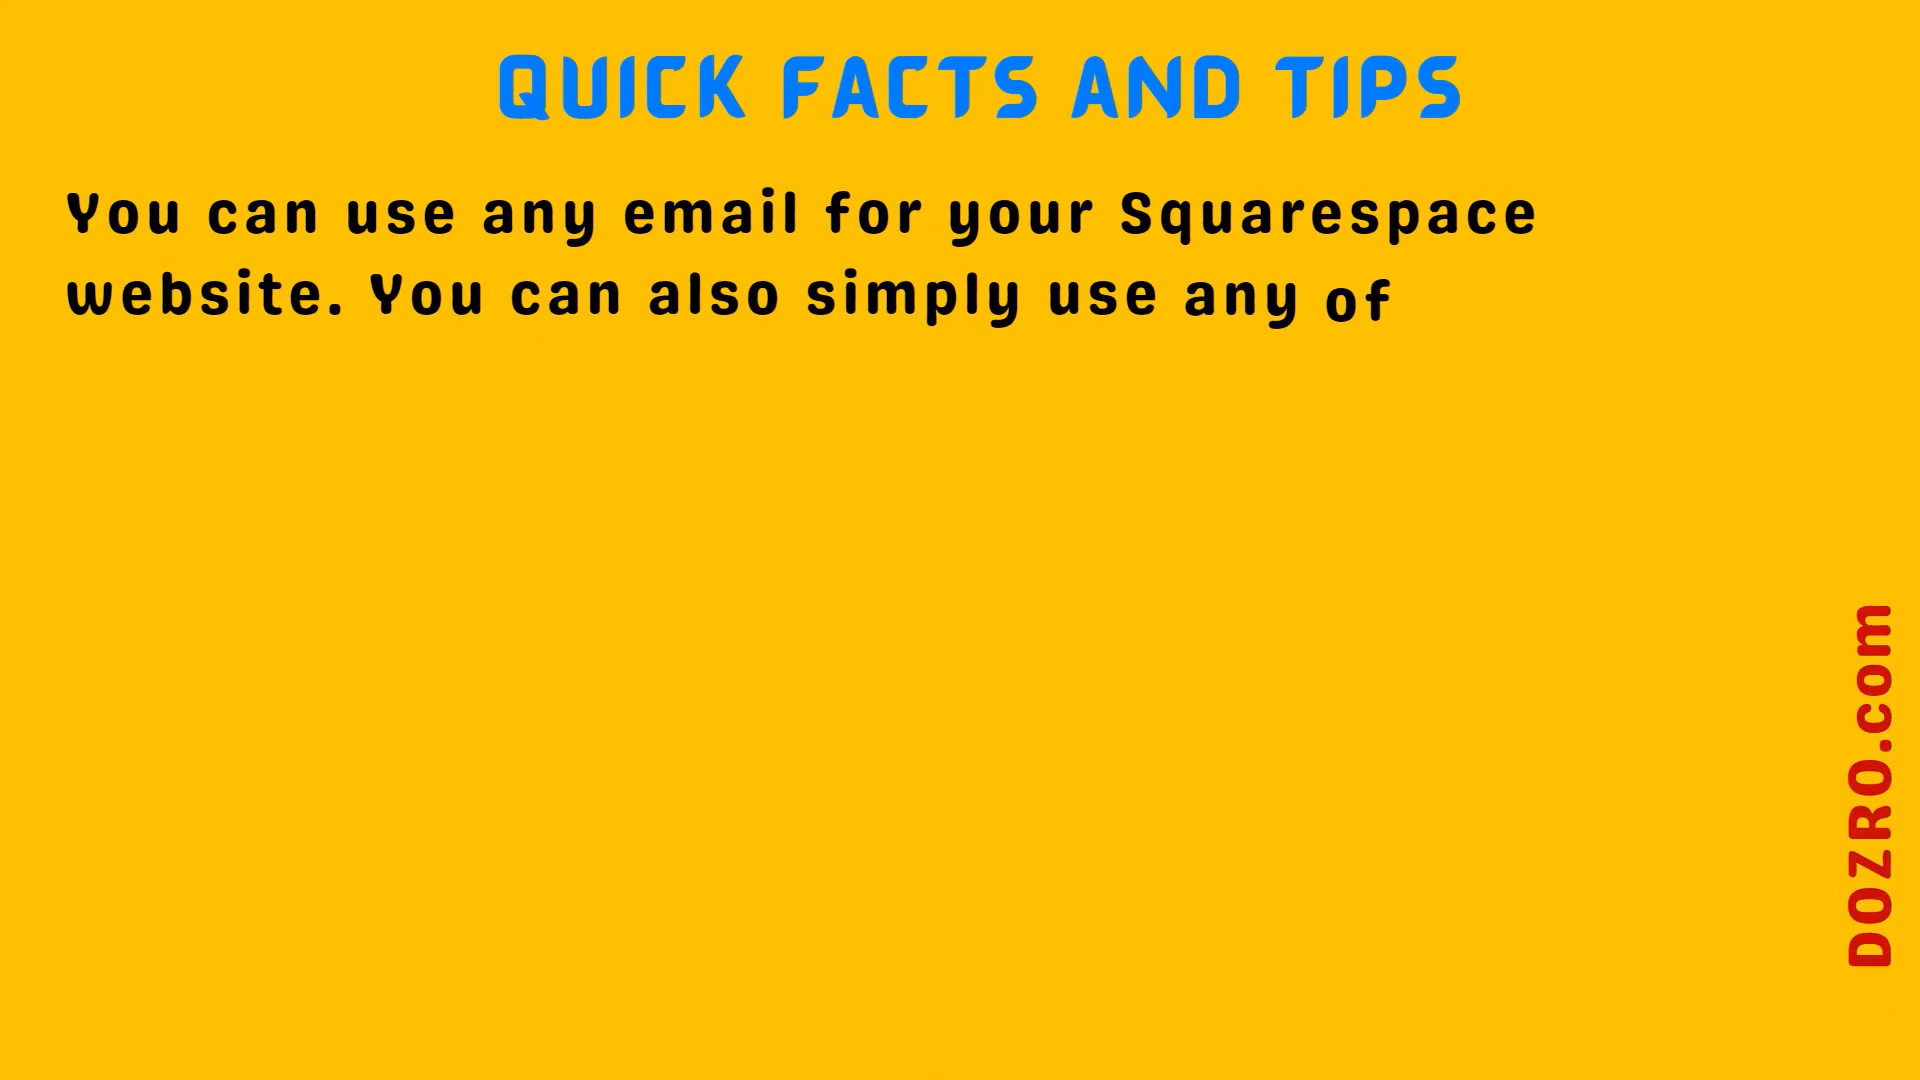 QUICK FACTS AND TIPS
You can use any email for your Squarespace
website. You can also simply use any of
DOZRO.com